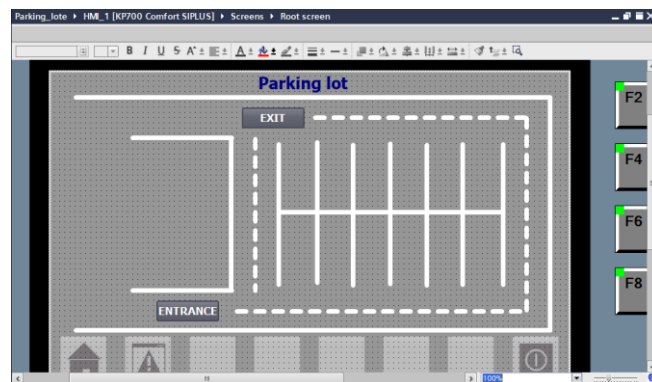 Parking_lote ▸ HMI_1 [KP700 Comfort SIPLUS] ▸ Screens ▸ Root screen
B I U S A A
Parking lot
EXIT
F2
F4
F6
F8
ENTRANCE
100%